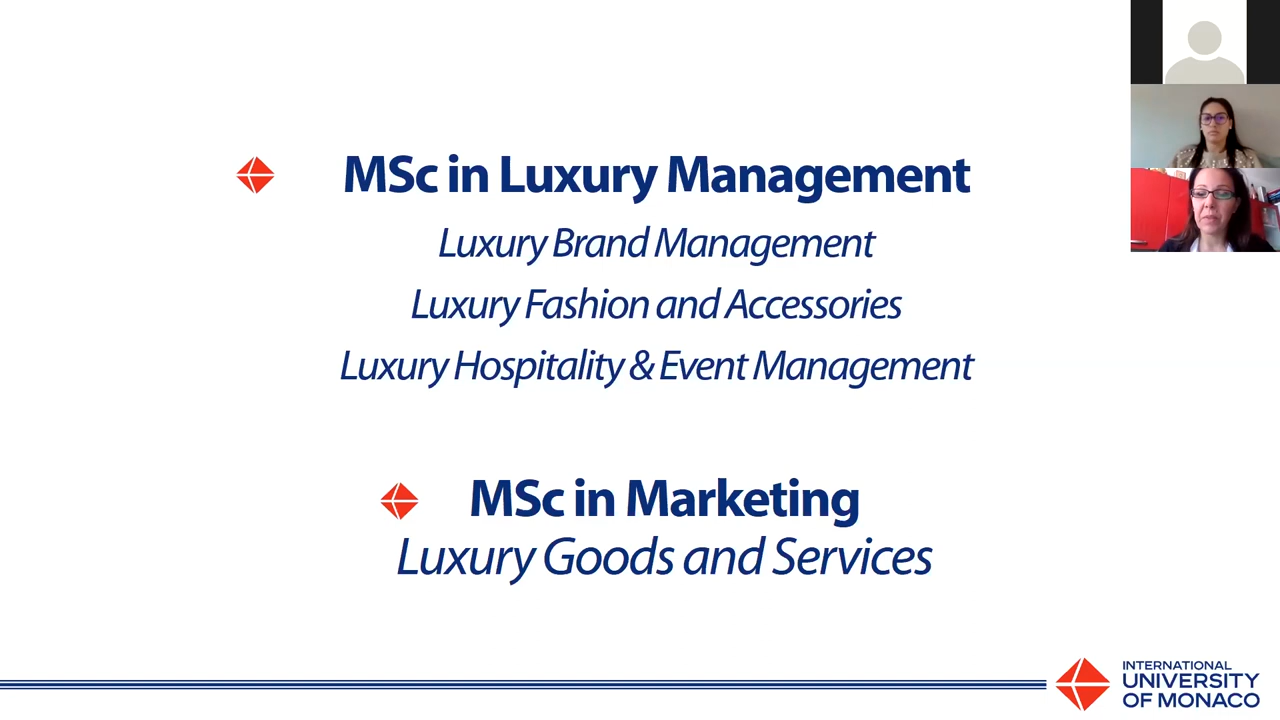 MSc in Luxury Management
Luxury Brand Management
Luxury Fashion and Accessories
Luxury Hospitality & Event Management
MSc in Marketing
Luxury Goods and Services
INTERNATIONAL
UNIVERSITY
OF MONACO